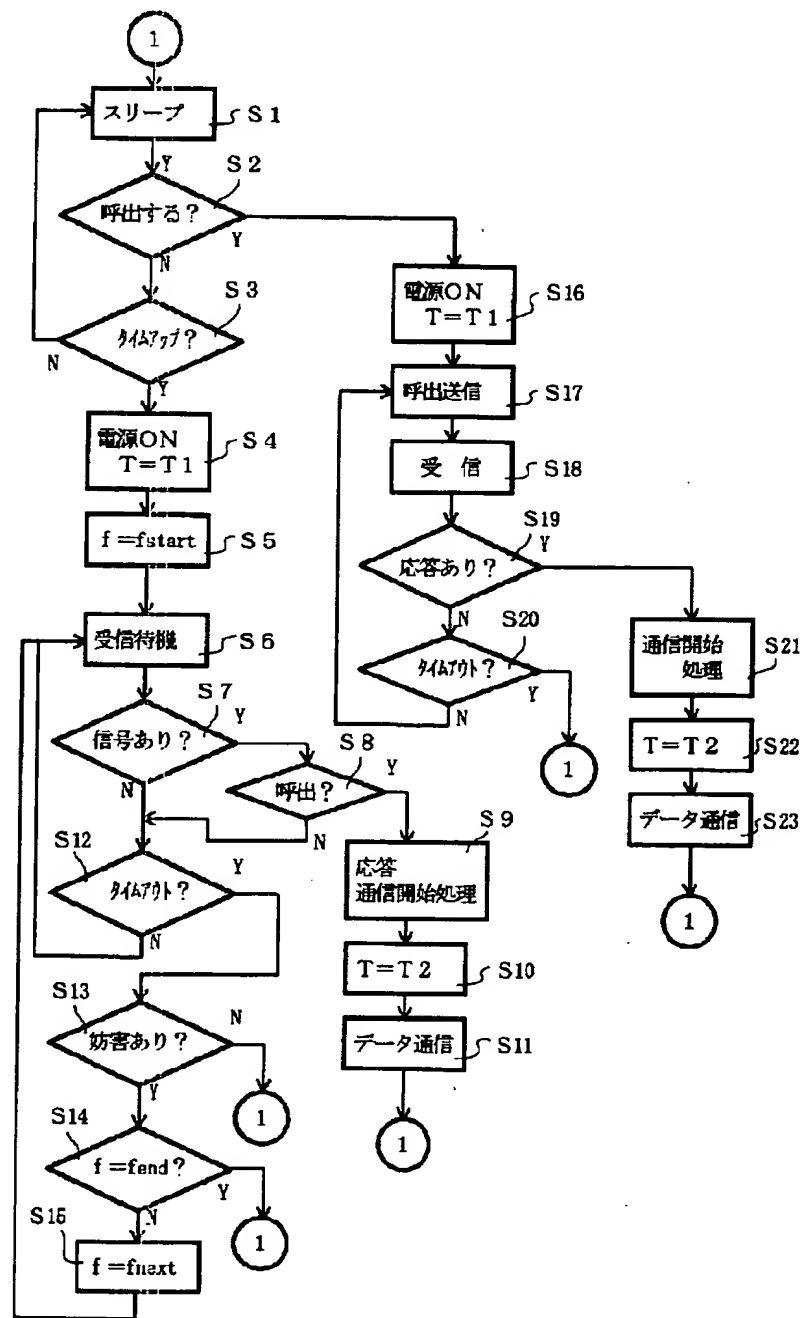 1
スリープ
S1
Y
S2
呼出する?
Y
N
S3
タイムアップ?
N
Y
電源ON
T=T1
S4
f=fstart
S5
受信待機
S6
S7
信号あり?
Y
N
S8
呼出?
Y
N
S9
応答
通信開始処理
T=T2
S10
データ通信
S11
1
S12
タイムアウト?
Y
N
S13
妨害あり?
N
Y
1
S14
f=fend?
Y
N
1
S15
f=fnext
電源ON
T=T1
S16
呼出送信
S17
受 信
S18
S19
応答あり?
Y
N
S20
タイムアウト?
Y
N
1
通信開始
処理
S21
T=T2
S22
データ通信
S23
1